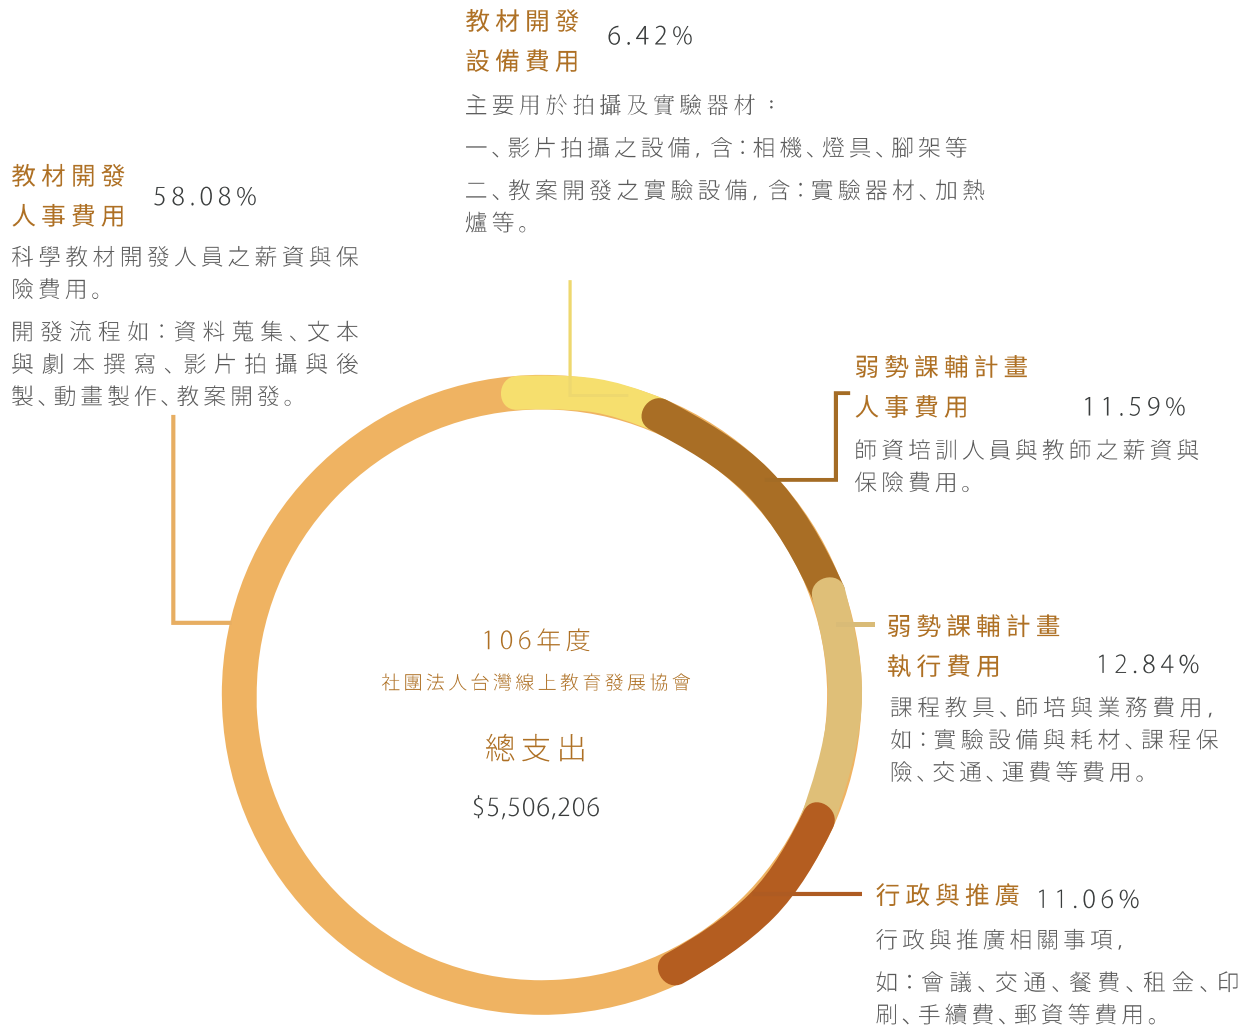 教材開發
設備費用
6.42%
主要用於拍攝及實驗器材：
一、影片拍攝之設備, 含：相機、燈具、腳架等
二、教案開發之實驗設備, 含：實驗器材、加熱
爐等。
教材開發
人事費用
58.08%
科學教材開發人員之薪資與保
險費用。
開發流程如：資料蒐集、文本
與劇本撰寫、影片拍攝與後
製、動畫製作、教案開發。
弱勢課輔計畫
人事費用
11.59%
師資培訓人員與教師之薪資與
保險費用。
弱勢課輔計畫
執行費用
12.84%
課程教具、師培與業務費用,
如：實驗設備與耗材、課程保
險、交通、運費等費用。
106年度
社團法人台灣線上教育發展協會
總支出
$5,506,206
行政與推廣
11.06%
行政與推廣相關事項,
如：會議、交通、餐費、租金、印
刷、手續費、郵資等費用。